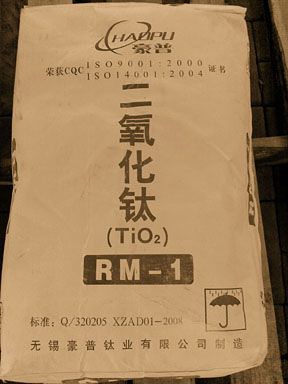 HAOPU
豪普
荣获CQC ISO9001:2000 证书
ISO14001:2004
二氧化钛
(TiO₂)
RM-1
标准: Q/320205 XZAD01-2008
无锡豪普钛业有限公司制造